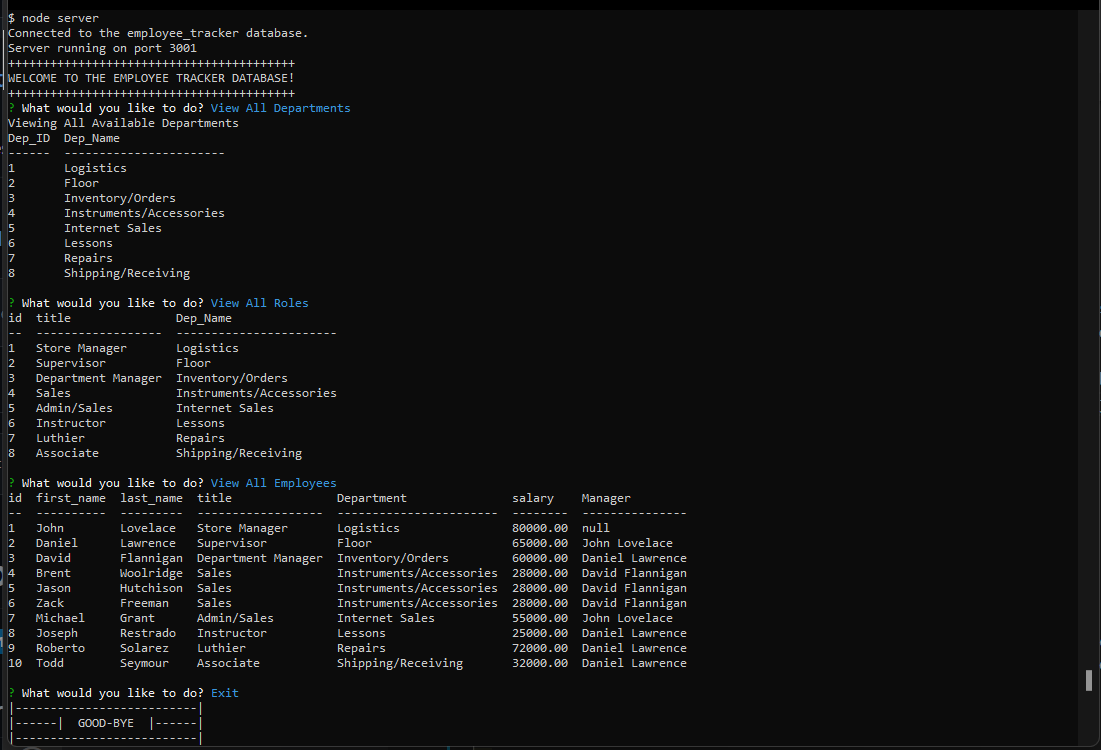 $ node server
Connected to the employee_tracker database.
Server running on port 3001
+++++++++++++++++++++++++++++++++++++++++
WELCOME TO THE EMPLOYEE TRACKER DATABASE!
+++++++++++++++++++++++++++++++++++++++++
? What would you like to do? View All Departments
Viewing All Available Departments
Dep_ID  Dep_Name
------  -----------------------
1       Logistics
2       Floor
3       Inventory/Orders
4       Instruments/Accessories
5       Internet Sales
6       Lessons
7       Repairs
8       Shipping/Receiving
? What would you like to do? View All Roles
id  title               Dep_Name
--  ------------------  -----------------------
1   Store Manager       Logistics
2   Supervisor          Floor
3   Department Manager  Inventory/Orders
4   Sales               Instruments/Accessories
5   Admin/Sales         Internet Sales
6   Instructor          Lessons
7   Luthier             Repairs
8   Associate           Shipping/Receiving
? What would you like to do? View All Employees
id  first_name  last_name  title               Department               salary    Manager
--  ----------  ---------  ------------------  -----------------------  --------  ---------------
1   John        Lovelace   Store Manager       Logistics                80000.00  null
2   Daniel      Lawrence   Supervisor          Floor                    65000.00  John Lovelace
3   David       Flannigan  Department Manager  Inventory/Orders         60000.00  Daniel Lawrence
4   Brent       Woolridge  Sales               Instruments/Accessories  28000.00  David Flannigan
5   Jason       Hutchison  Sales               Instruments/Accessories  28000.00  David Flannigan
6   Zack        Freeman    Sales               Instruments/Accessories  28000.00  David Flannigan
7   Michael     Grant      Admin/Sales         Internet Sales           55000.00  John Lovelace
8   Joseph      Restrado   Instructor          Lessons                  25000.00  Daniel Lawrence
9   Roberto     Solarez    Luthier             Repairs                  72000.00  Daniel Lawrence
10  Todd        Seymour    Associate           Shipping/Receiving       32000.00  Daniel Lawrence
? What would you like to do? Exit
|--------------------------|
|------|  GOOD-BYE  |------|
|--------------------------|